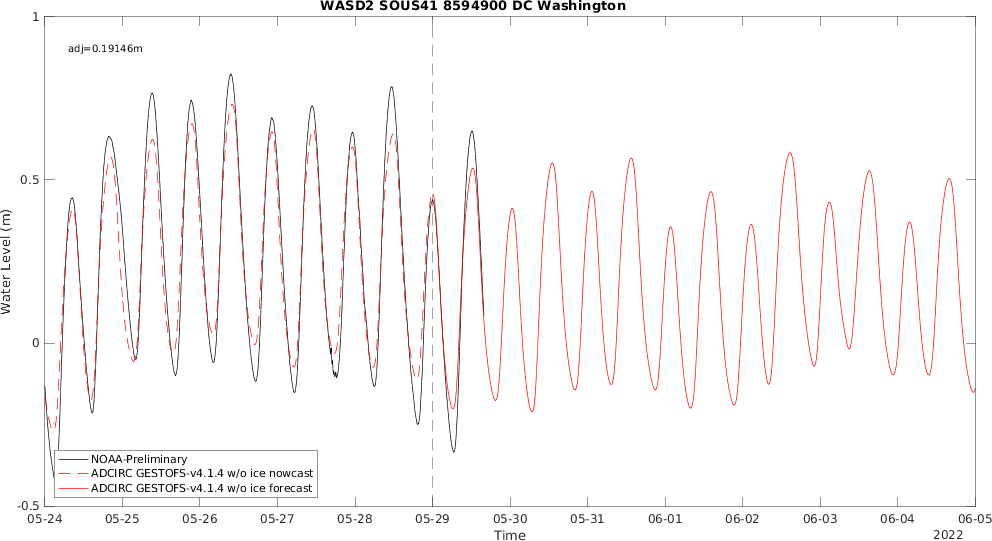 WASD2 SOUS41 8594900 DC Washington
1
adj=0.19146m
0.5
Water Level (m)
0
NOAA-Preliminary
ADCIRC GESTOFS-v4.1.4 w/o ice nowcast
ADCIRC GESTOFS-v4.1.4 w/o ice forecast
-0.5
05-24 05-25 05-26 05-27 05-28 05-29 05-30 05-31 06-01 06-02 06-03 06-04 06-05
Time 2022